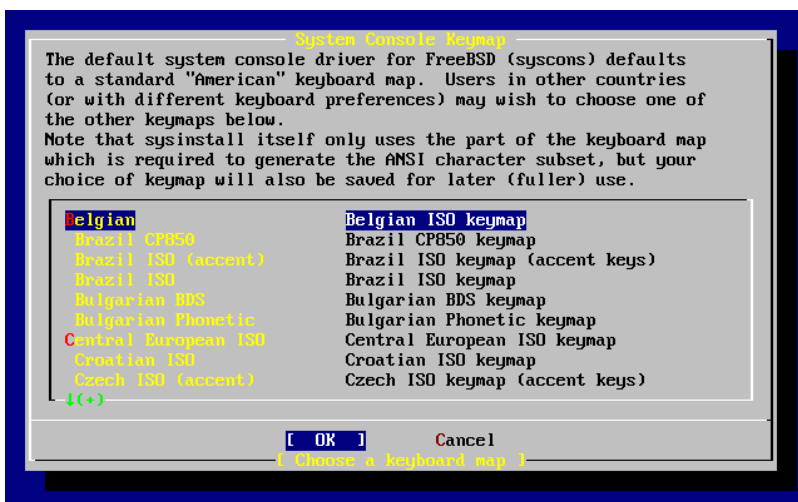 System Console Keymap
The default system console driver for FreeBSD (syscons) defaults
to a standard "American" keyboard map.  Users in other countries
(or with different keyboard preferences) may wish to choose one of
the other keymaps below.
Note that sysinstall itself only uses the part of the keyboard map
which is required to generate the ANSI character subset, but your
choice of keymap will also be saved for later (fuller) use.
Belgian Belgian ISO keymap
Brazil CP850 Brazil CP850 keymap
Brazil ISO (accent) Brazil ISO keymap (accent keys)
Brazil ISO Brazil ISO keymap
Bulgarian BDS Bulgarian BDS keymap
Bulgarian Phonetic Bulgarian Phonetic keymap
Central European ISO Central European ISO keymap
Croatian ISO Croatian ISO keymap
Czech ISO (accent) Czech ISO keymap (accent keys)
↓(+)
[ OK ] Cancel
[ Choose a keyboard map ]